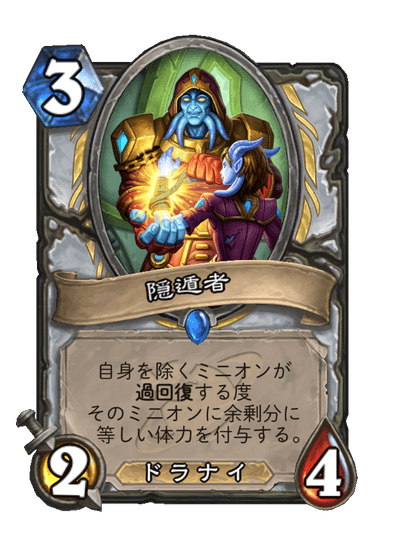 3
隠遁者
自身を除くミニオンが
過回復する度
そのミニオンに余剰分に
等しい体力を付与する。
2
ドラナイ
4